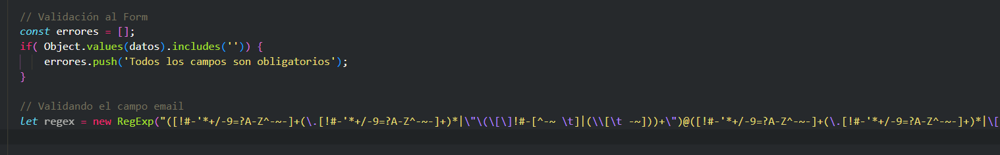 // Validación al Form
const errores = [];
if( Object.values(datos).includes('')) {
errores.push('Todos los campos son obligatorios');
}
// Validando el campo email
let regex = new RegExp("([!#-'*+/-9=?A-Z^-~-]+(\.[!#-'*+/-9=?A-Z^-~-]+)*|\"\(\[\]!#-[^-~ \t]|(\\[\t -~]))+\")@([!#-'*+/-9=?A-Z^-~-]+(\.[!#-'*+/-9=?A-Z^-~-]+)*|\[